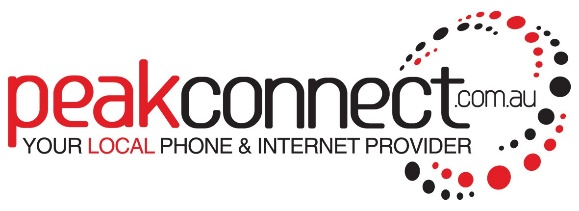 peakconnect.com.au
YOUR LOCAL PHONE & INTERNET PROVIDER